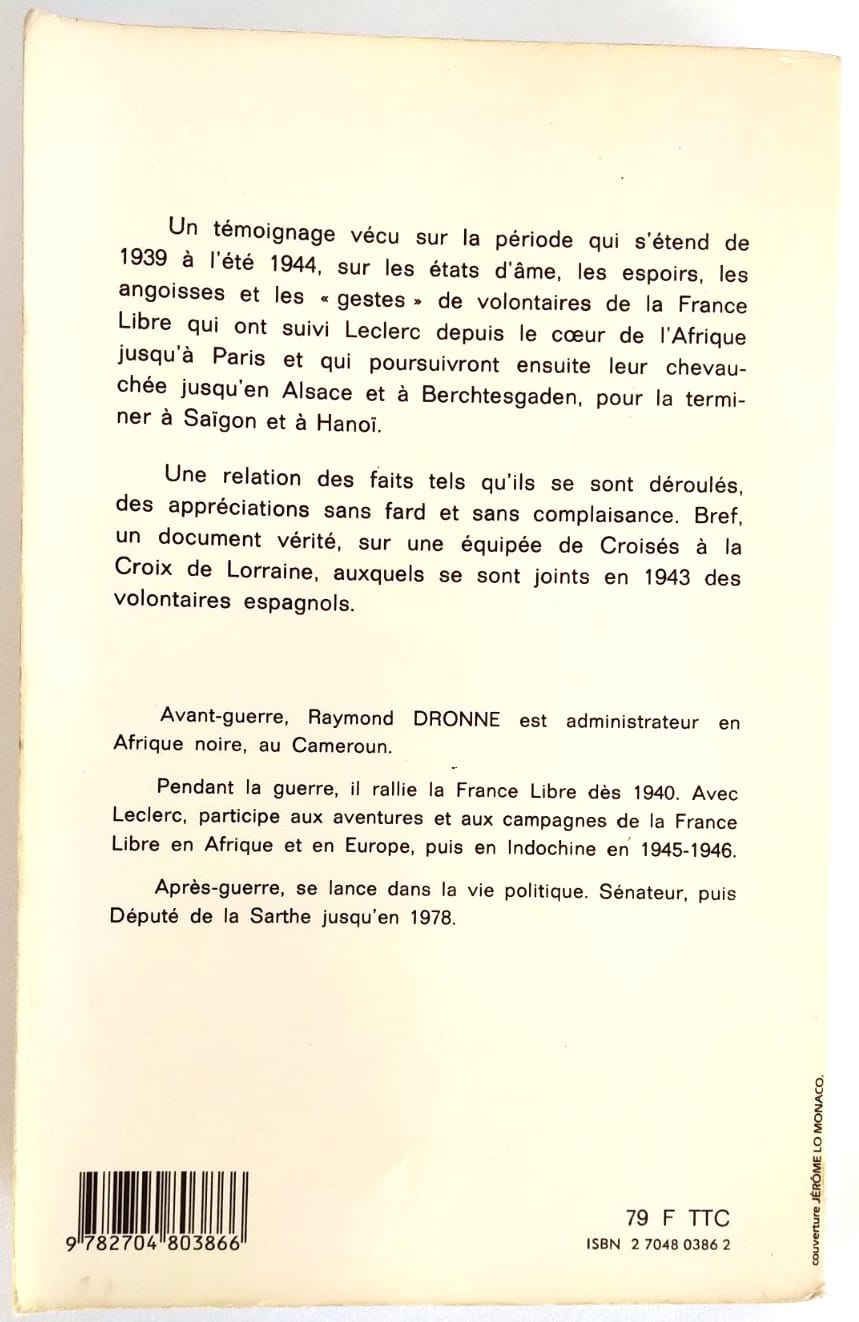 Un témoignage vécu sur la période qui s'étend de
1939 à l'été 1944, sur les états d'âme, les espoirs, les
angoisses et les « gestes » de volontaires de la France
Libre qui ont suivi Leclerc depuis le cœur de l'Afrique
jusqu'à Paris et qui poursuivront ensuite leur chevau-
chée jusqu'en Alsace et à Berchtesgaden, pour la termi-
ner à Saïgon et à Hanoï.
Une relation des faits tels qu'ils se sont déroulés,
des appréciations sans fard et sans complaisance. Bref,
un document vérité, sur une équipée de Croisés à la
Croix de Lorraine, auxquels se sont joints en 1943 des
volontaires espagnols.
Avant-guerre, Raymond DRONNE est administrateur en
Afrique noire, au Cameroun.
Pendant la guerre, il rallie la France Libre dès 1940. Avec
Leclerc, participe aux aventures et aux campagnes de la France
Libre en Afrique et en Europe, puis en Indochine en 1945-1946.
Après-guerre, se lance dans la vie politique. Sénateur, puis
Député de la Sarthe jusqu'en 1978.
9 782704 803866
79 F TTC
ISBN 2 7048 0386 2
couverture JÉRÔME LO MONACO.